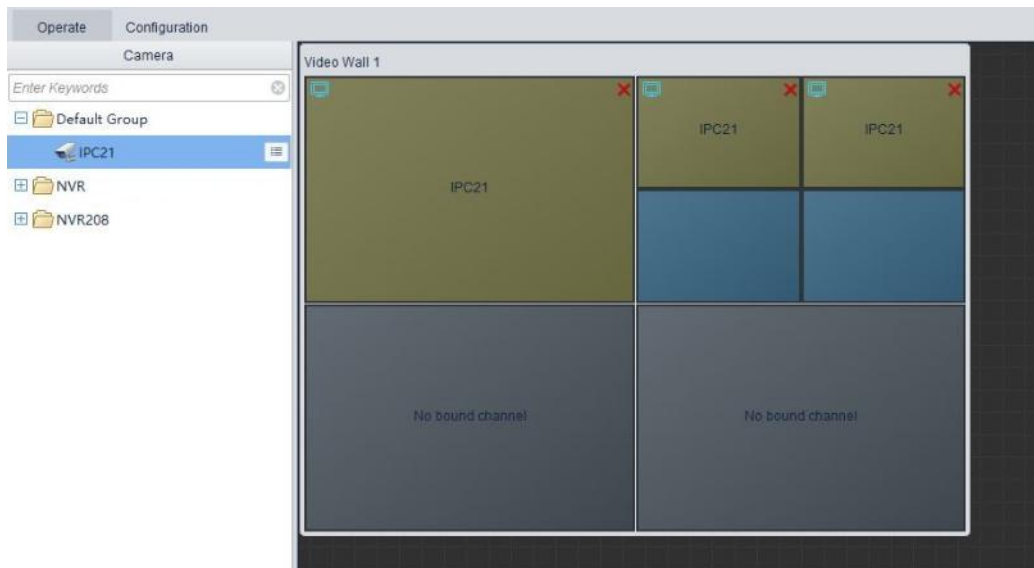 Operate
Configuration
Camera
Enter Keywords
Default Group
IPC21
NVR
NVR208
Video Wall 1
IPC21
IPC21
IPC21
No bound channel
No bound channel